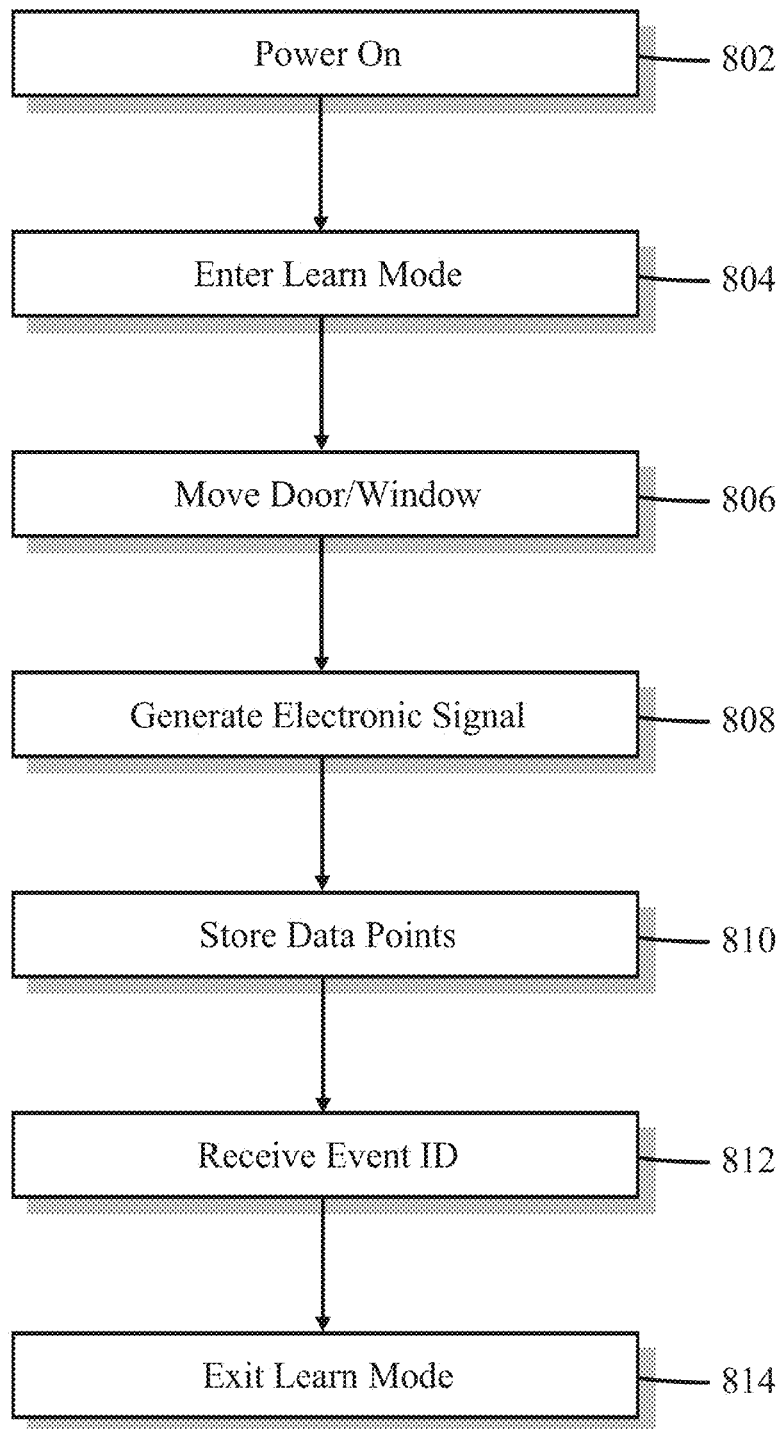 Power On 802
Enter Learn Mode 804
Move Door/Window 806
Generate Electronic Signal 808
Store Data Points 810
Receive Event ID 812
Exit Learn Mode 814